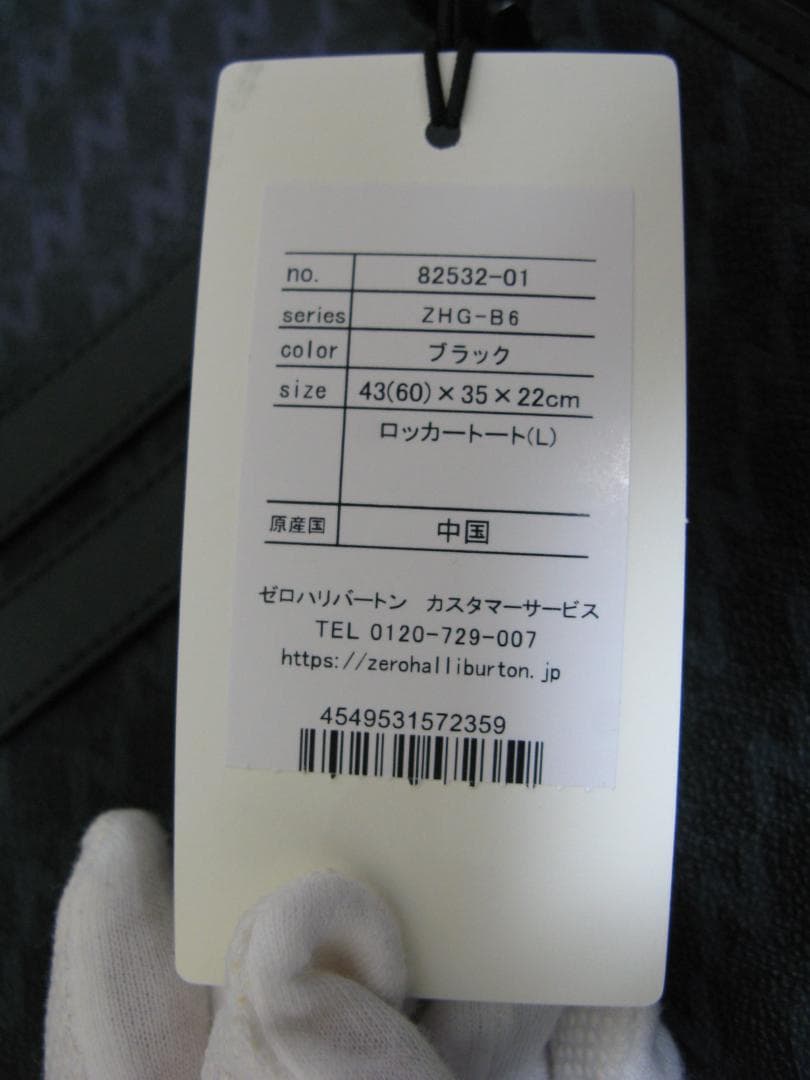 no. 82532-01
series ZHG-B6
color ブラック
size 43(60)×35×22cm
ロッカートート(L)
原産国 中国
ゼロハリバートン カスタマーサービス
TEL 0120-729-007
https://zerohalliburton.jp
4549531572359